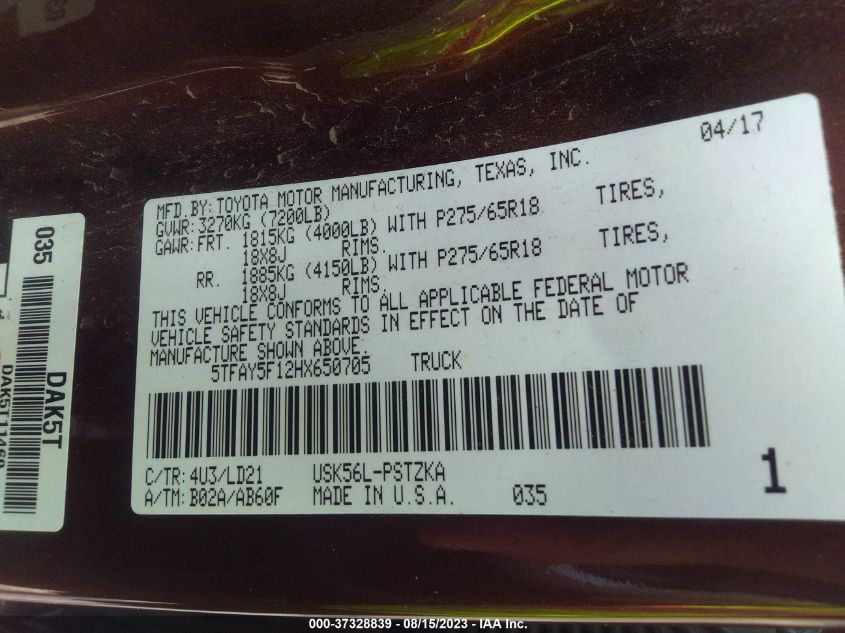 04/17
MFD.BY:TOYOTA MOTOR MANUFACTURING, TEXAS, INC.
GVWR:3270KG (7200LB)
GAWR:FRT. 1815KG (4000LB) WITH P275/65R18 TIRES,
18X8J RIMS.
RR. 1885KG (4150LB) WITH P275/65R18 TIRES,
18X8J RIMS.
THIS VEHICLE CONFORMS TO ALL APPLICABLE FEDERAL MOTOR
VEHICLE SAFETY STANDARDS IN EFFECT ON THE DATE OF
MANUFACTURE SHOWN ABOVE.
5TFAY5F12HX650705 TRUCK
C/TR: 4U3/LD21 USK56L-PSTZKA
A/TM: B02A/AB60F MADE IN U.S.A. 035
1
035
DAK5T
000-37328839 - 08/15/2023 - IAA Inc.